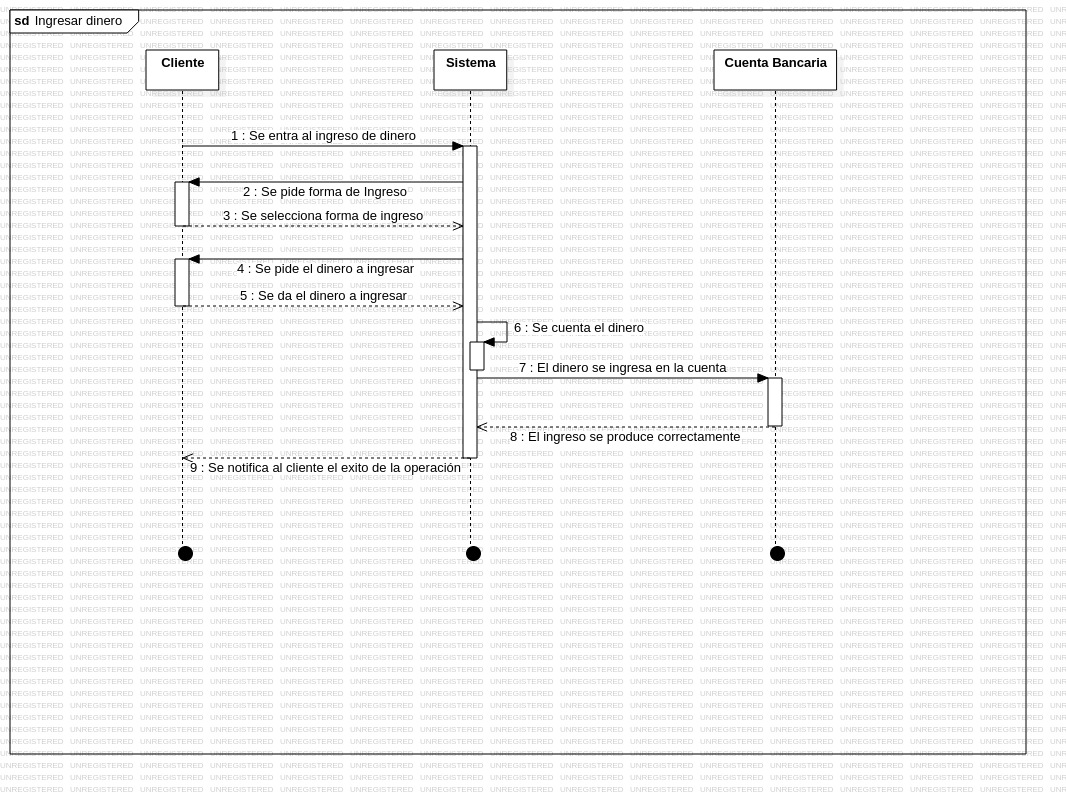 sd Ingresar dinero
Cliente
Sistema
Cuenta Bancaria
1 : Se entra al ingreso de dinero
2 : Se pide forma de Ingreso
3 : Se selecciona forma de ingreso
4 : Se pide el dinero a ingresar
5 : Se da el dinero a ingresar
6 : Se cuenta el dinero
7 : El dinero se ingresa en la cuenta
8 : El ingreso se produce correctamente
9 : Se notifica al cliente el exito de la operación
UNREGISTERED